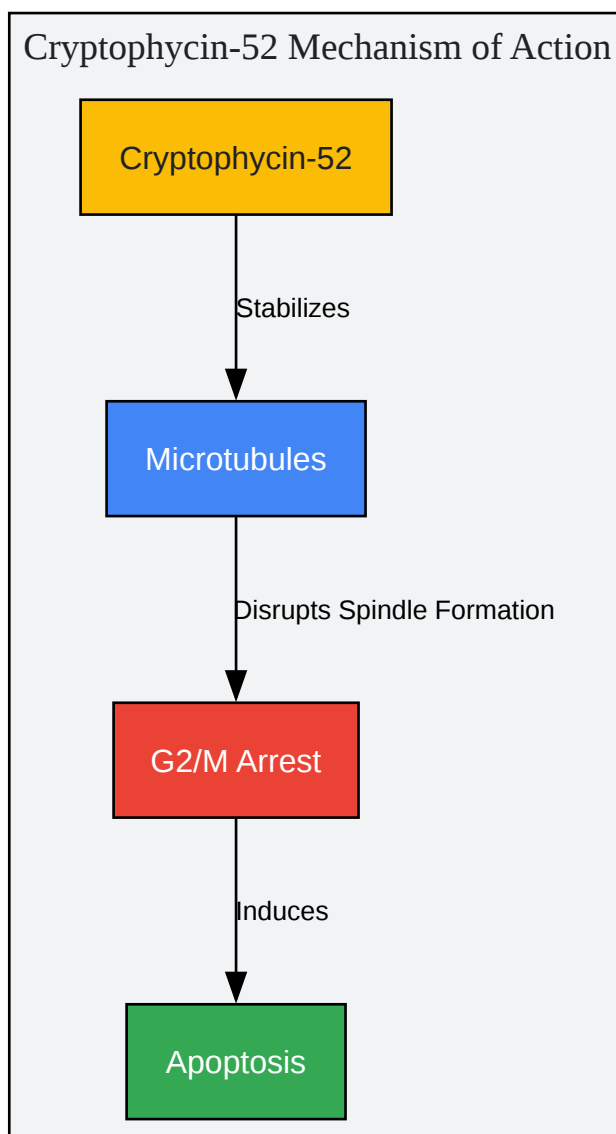 Cryptophycin-52 Mechanism of Action
Cryptophycin-52
Stabilizes
Microtubules
Disrupts Spindle Formation
G2/M Arrest
Induces
Apoptosis